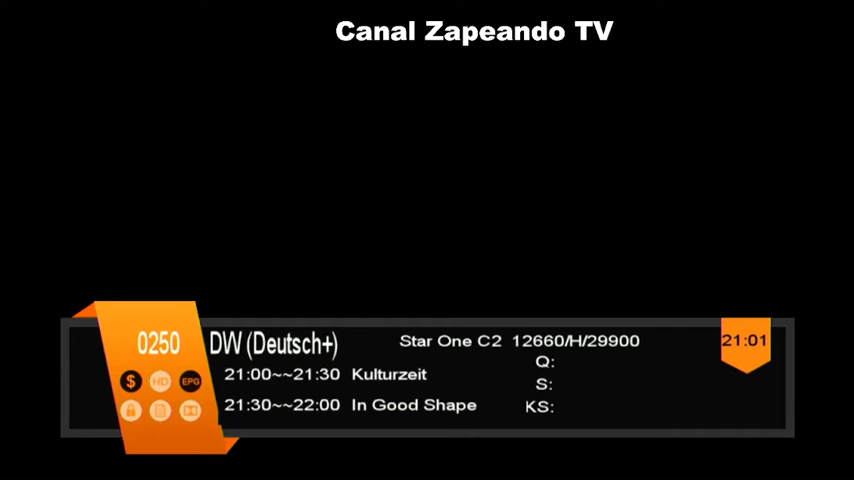 Canal Zapeando TV
0250 DW (Deutsch+) Star One C2 12660/H/29900 21:01
Q:
$ HD EPG 21:00~~21:30 Kulturzeit
S:
21:30~~22:00 In Good Shape KS: